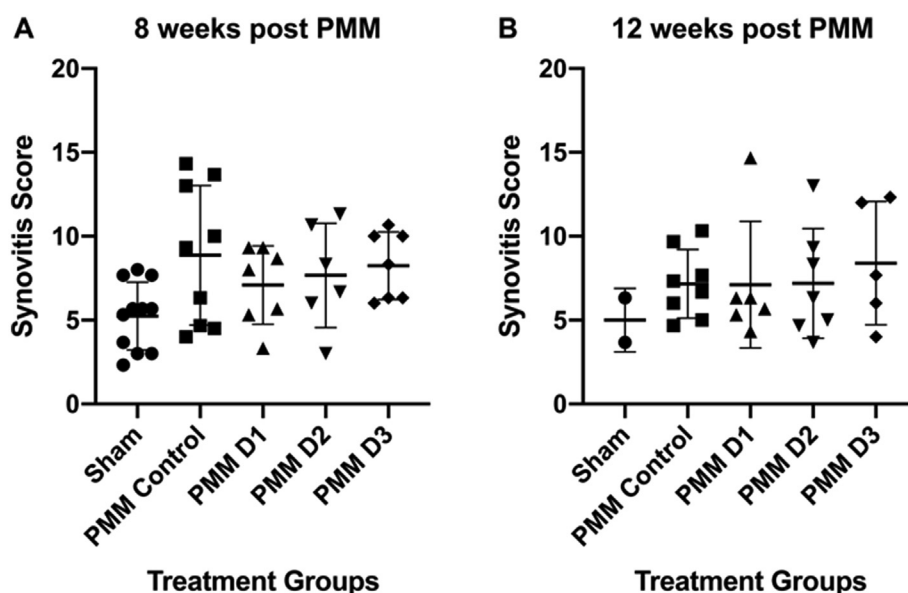 A 8 weeks post PMM
20
15
10
5
0
Synovitis Score
Sham
PMM Control
PMM D1
PMM D2
PMM D3
Treatment Groups
B 12 weeks post PMM
20
15
10
5
0
Synovitis Score
Sham
PMM Control
PMM D1
PMM D2
PMM D3
Treatment Groups